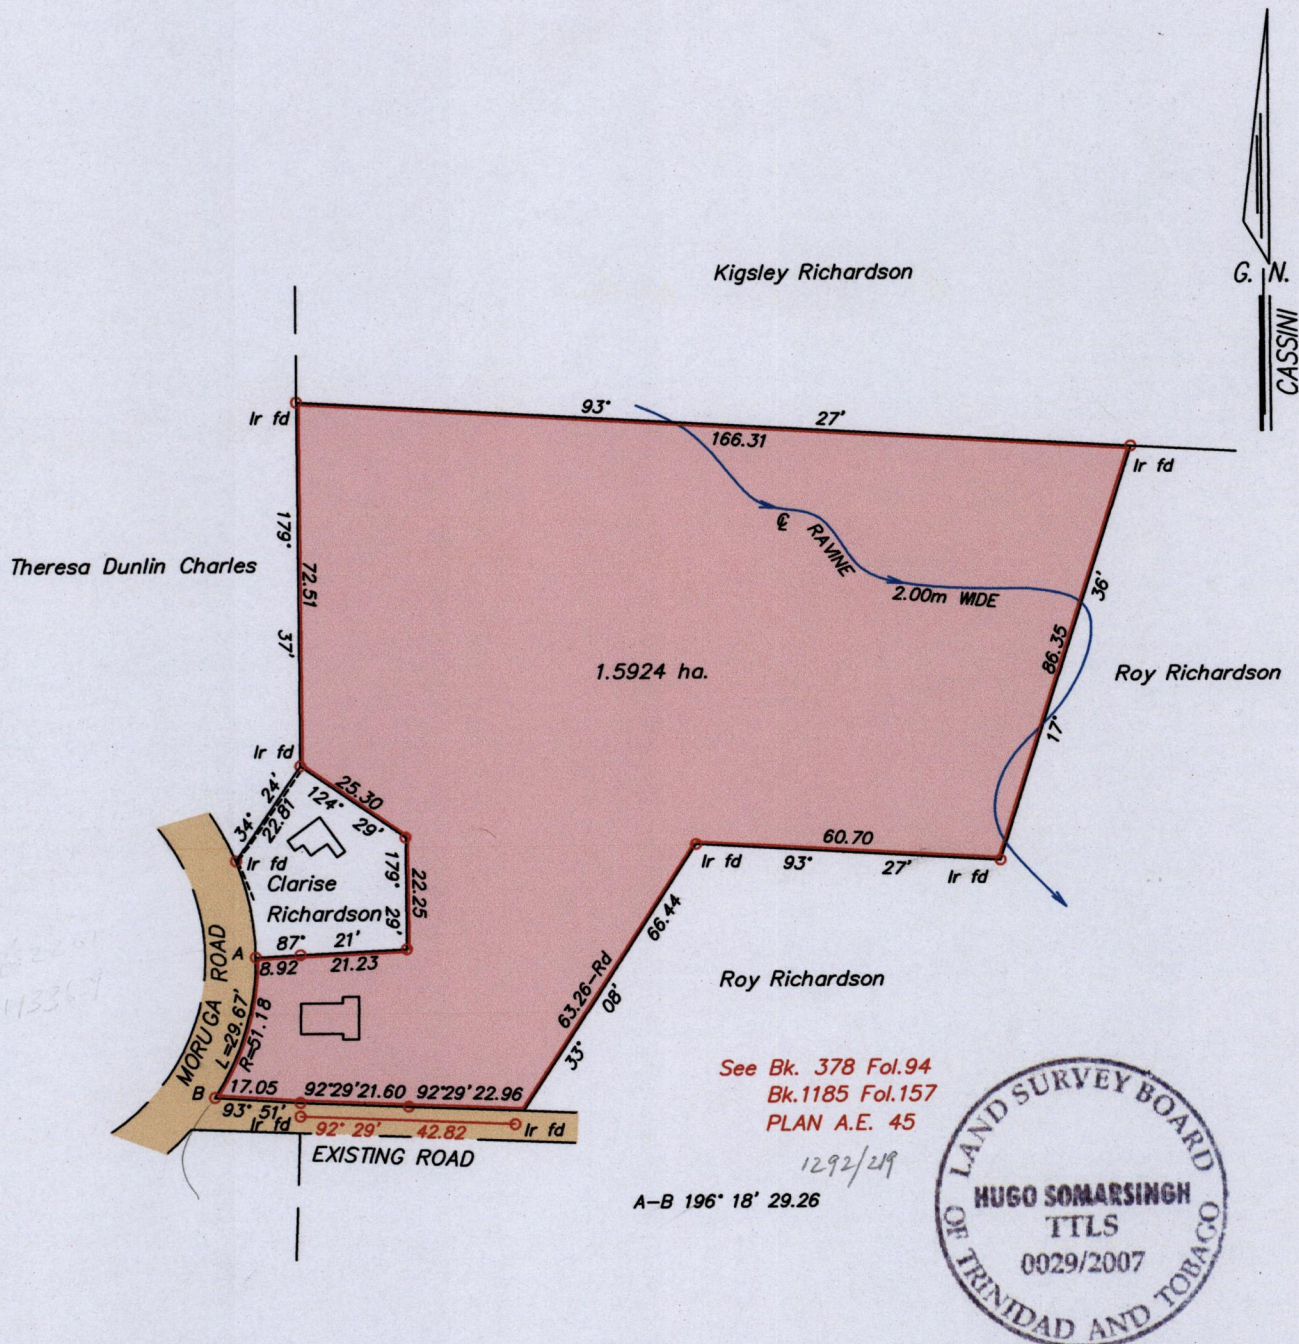 G. N.
CASSINI
Kigsley Richardson
Ir fd
93° 27'
166.31
Ir fd
179° 37'
72.51
Theresa Dunlin Charles
℄ RAVINE
2.00m WIDE
36'
86.35
17°
1.5924 ha.
Roy Richardson
Ir fd
34° 24'
22.81
25.30
124° 29'
60.70
Ir fd
93° 27'
Ir fd
Ir fd
Clarise
Richardson
179° 29'
22.25
A
87° 21'
8.92
21.23
66.44
63.26-Rd
33° 08'
Roy Richardson
MORUGA ROAD
L=29.67'
R=51.18
B
17.05
92°29' 21.60
92°29' 22.96
93° 51'
Ir fd
92° 29' 42.82
Ir fd
EXISTING ROAD
See Bk. 378 Fol.94
Bk.1185 Fol.157
PLAN A.E. 45
1292/219
A-B 196° 18' 29.26
LAND SURVEY BOARD
HUGO SOMARSINGH
TTLS
0029/2007
OF TRINIDAD AND TOBAGO